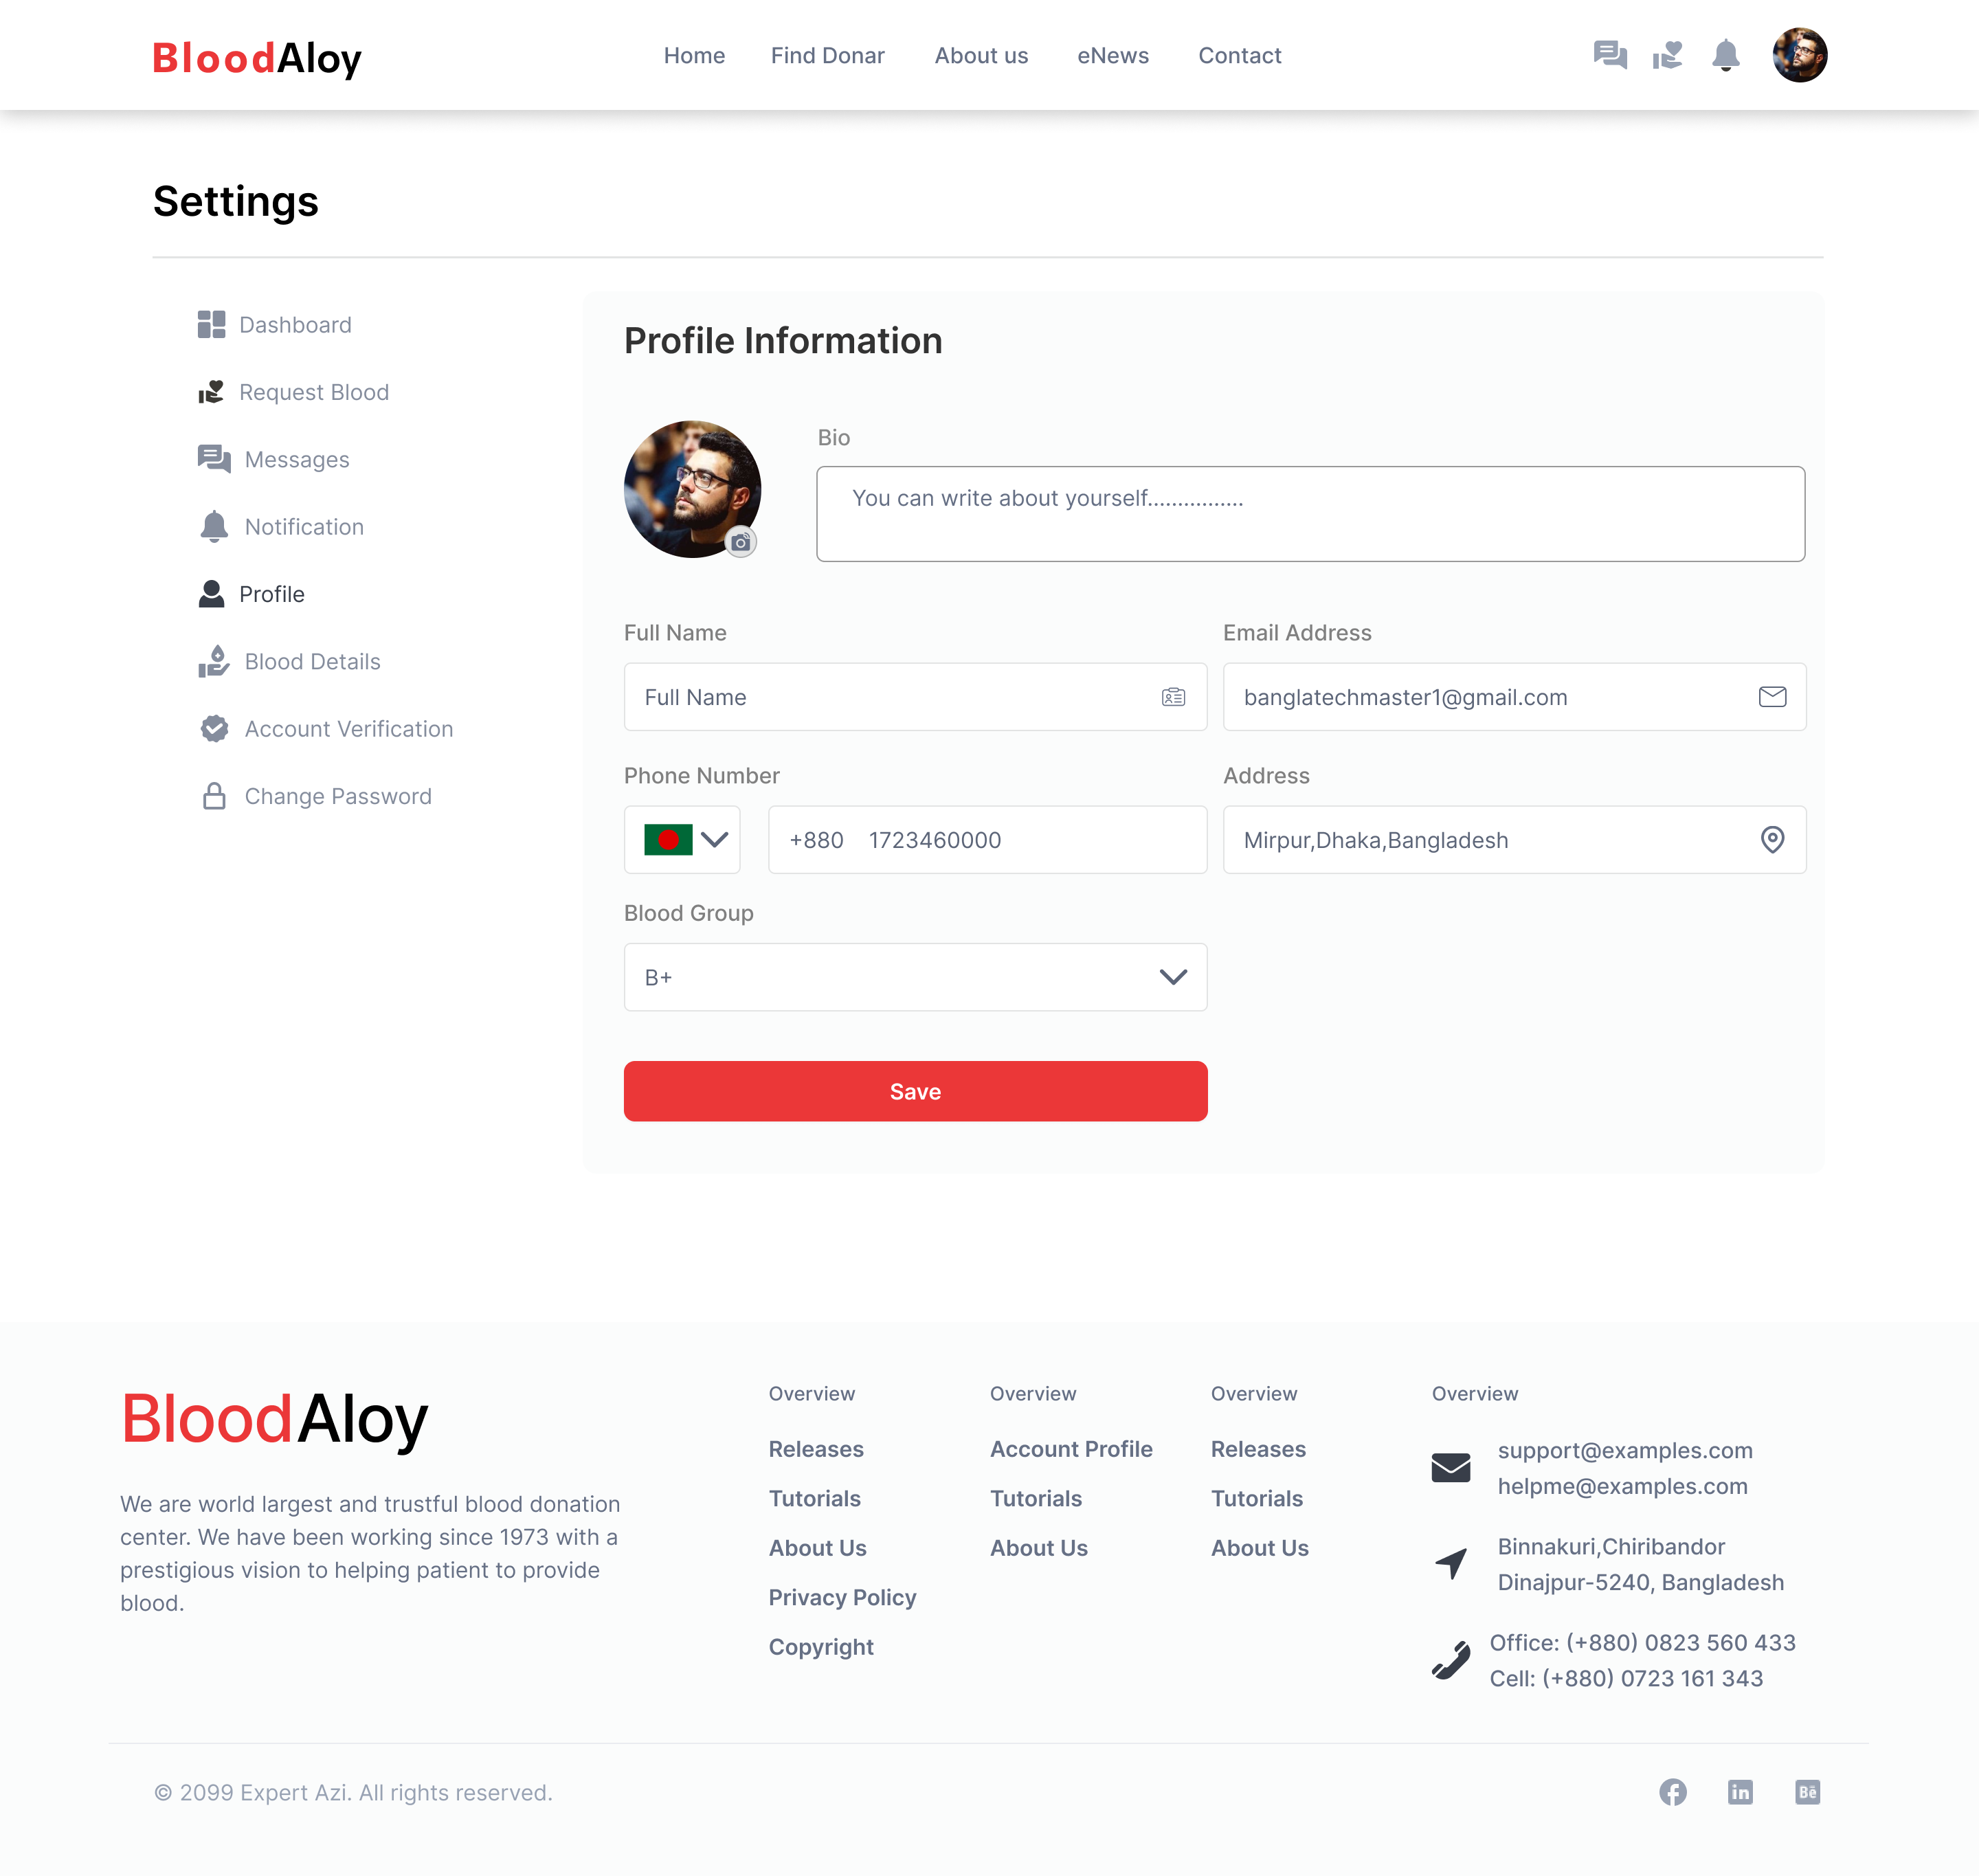 BloodAloy
Home Find Donar About us eNews Contact
Settings
Dashboard
Request Blood
Messages
Notification
Profile
Blood Details
Account Verification
Change Password
Profile Information
Bio
You can write about yourself................
Full Name
Full Name
Email Address
banglatechmaster1@gmail.com
Phone Number
+880 1723460000
Address
Mirpur,Dhaka,Bangladesh
Blood Group
B+
Save
BloodAloy
We are world largest and trustful blood donation
center. We have been working since 1973 with a
prestigious vision to helping patient to provide
blood.
Overview
Releases
Tutorials
About Us
Privacy Policy
Copyright
Overview
Account Profile
Tutorials
About Us
Overview
Releases
Tutorials
About Us
Overview
support@examples.com
helpme@examples.com
Binnakuri,Chiribandor
Dinajpur-5240, Bangladesh
Office: (+880) 0823 560 433
Cell: (+880) 0723 161 343
© 2099 Expert Azi. All rights reserved.
in
Bē